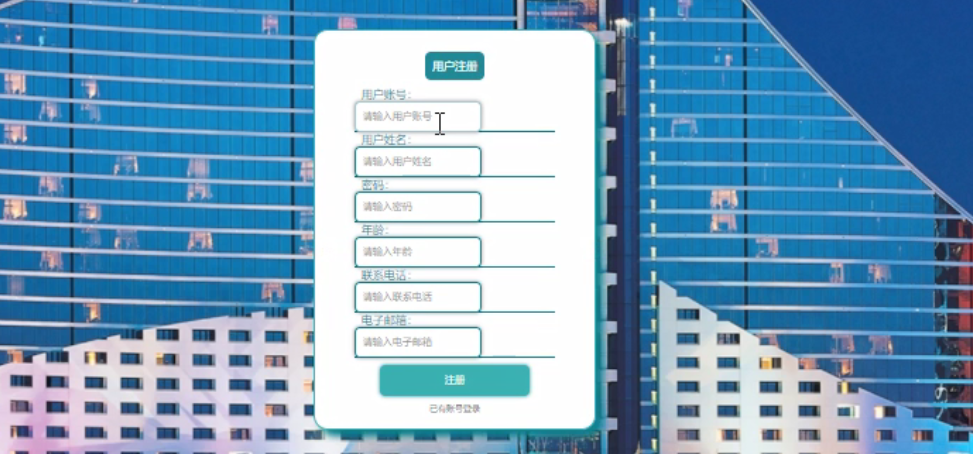 用户注册
用户账号：
请输入用户账号
用户姓名：
请输入用户姓名
密码：
请输入密码
年龄：
请输入年龄
联系电话：
请输入联系电话
电子邮箱：
请输入电子邮箱
注册
已有账号登录